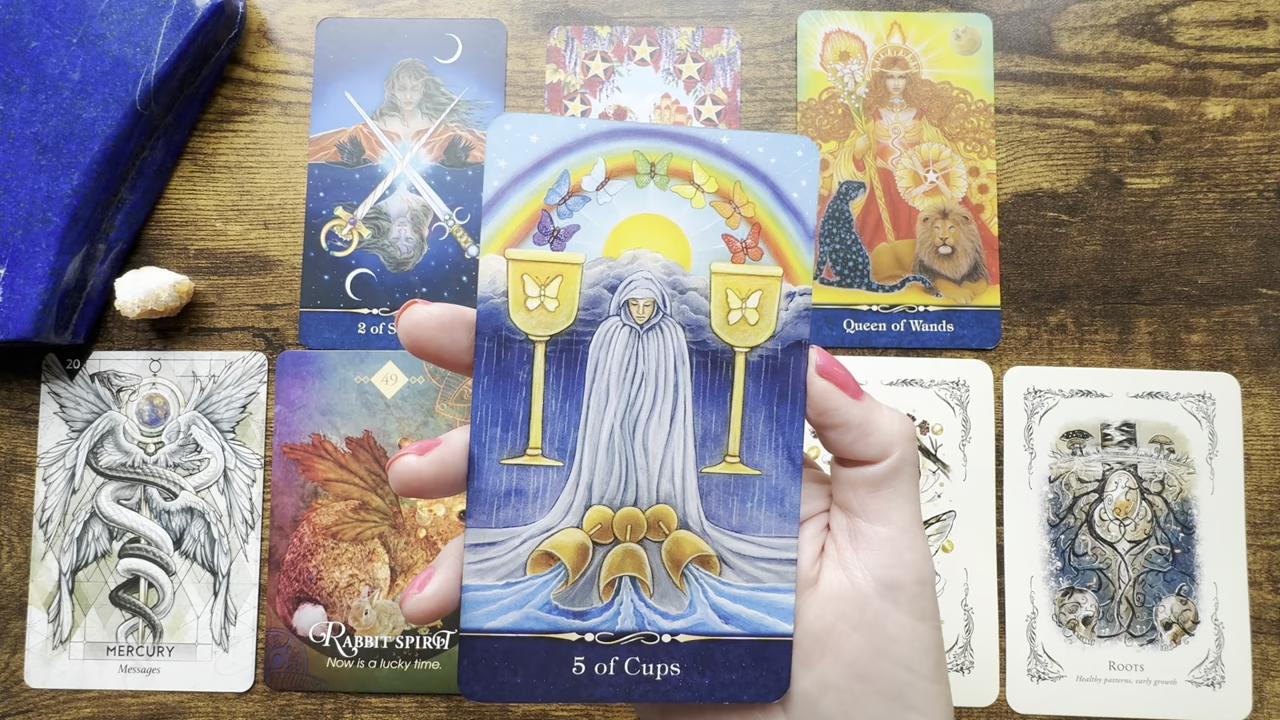 2 of S
Queen of Wands
20
MERCURY
Messages
49
RABBIT SPIRIT
Now is a lucky time.
5 of Cups
ROOTS
Healthy patterns, early growth